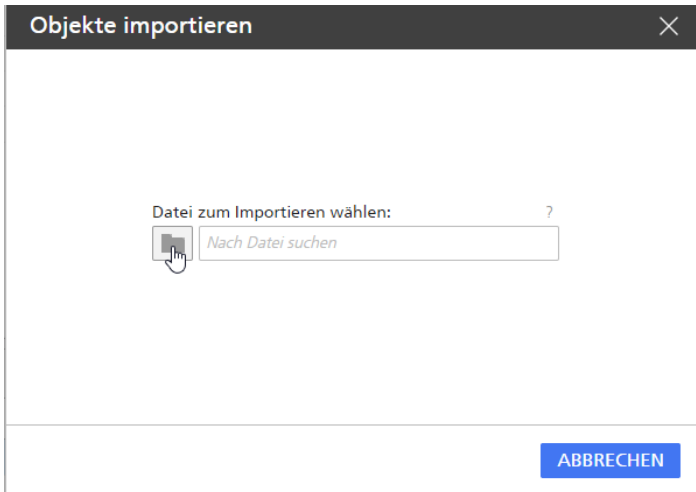 Objekte importieren
Datei zum Importieren wählen: ?
Nach Datei suchen
ABBRECHEN